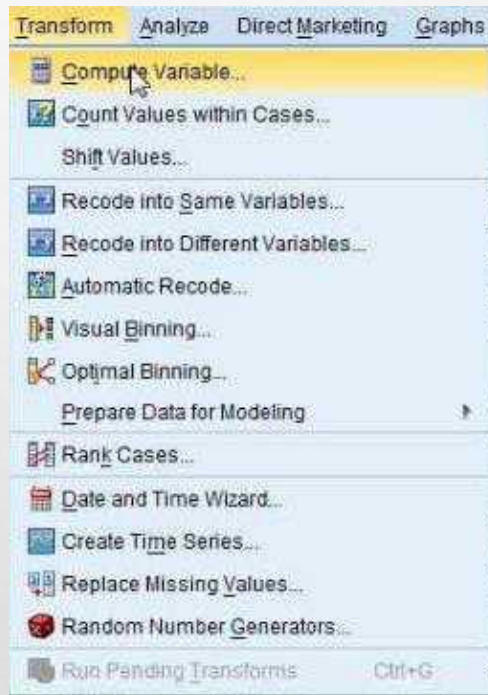 Transform Analyze Direct Marketing Graphs
Compute Variable...
Count Values within Cases...
Shift Values...
Recode into Same Variables...
Recode into Different Variables...
Automatic Recode...
Visual Binning...
Optimal Binning...
Prepare Data for Modeling
Rank Cases...
Date and Time Wizard...
Create Time Series...
Replace Missing Values...
Random Number Generators...
Run Pending Transforms Ctrl+G